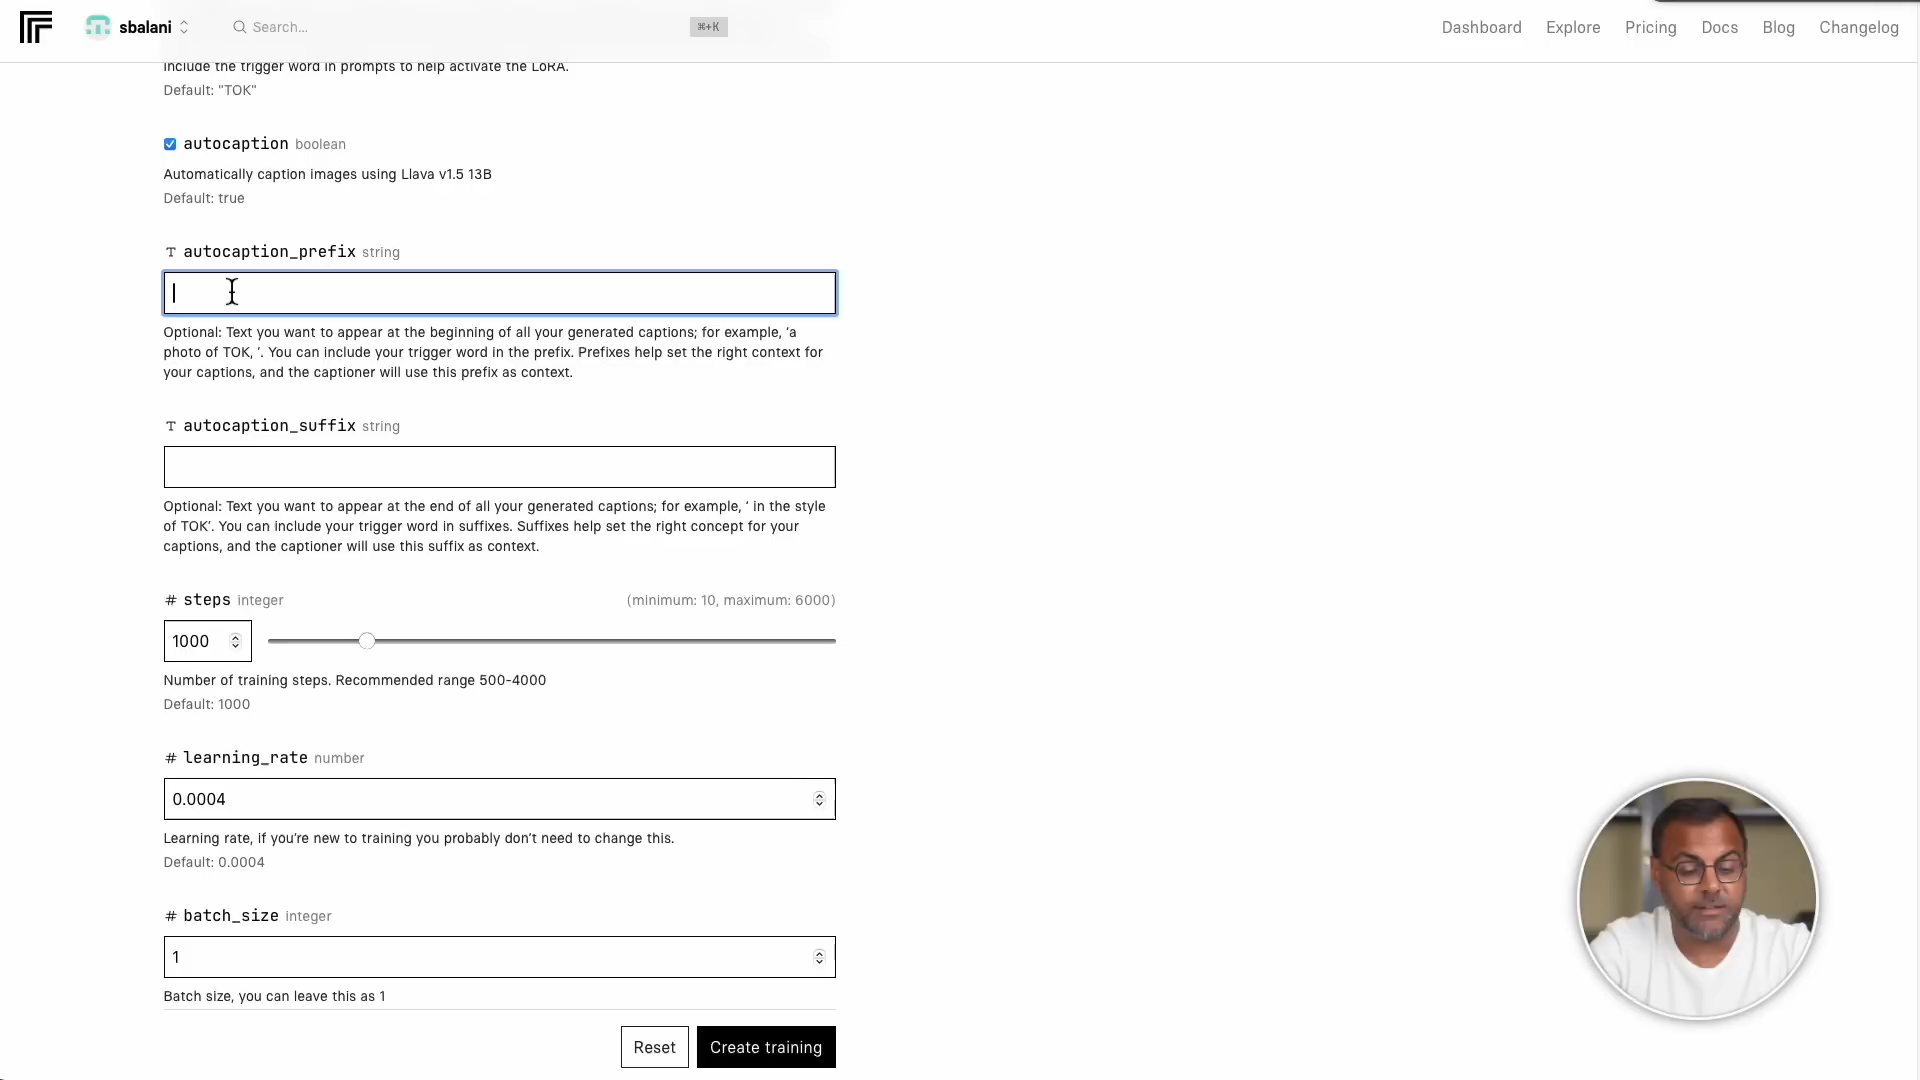 sbalani
Search...
⌘+K
Dashboard
Explore
Pricing
Docs
Blog
Changelog
include the trigger word in prompts to help activate the LoRA.
Default: "TOK"
autocaption boolean
Automatically caption images using Llava v1.5 13B
Default: true
T autocaption_prefix string
Optional: Text you want to appear at the beginning of all your generated captions; for example, ‘a
photo of TOK, ’. You can include your trigger word in the prefix. Prefixes help set the right context for
your captions, and the captioner will use this prefix as context.
T autocaption_suffix string
Optional: Text you want to appear at the end of all your generated captions; for example, ‘ in the style
of TOK’. You can include your trigger word in suffixes. Suffixes help set the right concept for your
captions, and the captioner will use this suffix as context.
# steps integer (minimum: 10, maximum: 6000)
1000
Number of training steps. Recommended range 500-4000
Default: 1000
# learning_rate number
0.0004
Learning rate, if you’re new to training you probably don’t need to change this.
Default: 0.0004
# batch_size integer
1
Batch size, you can leave this as 1
Reset
Create training